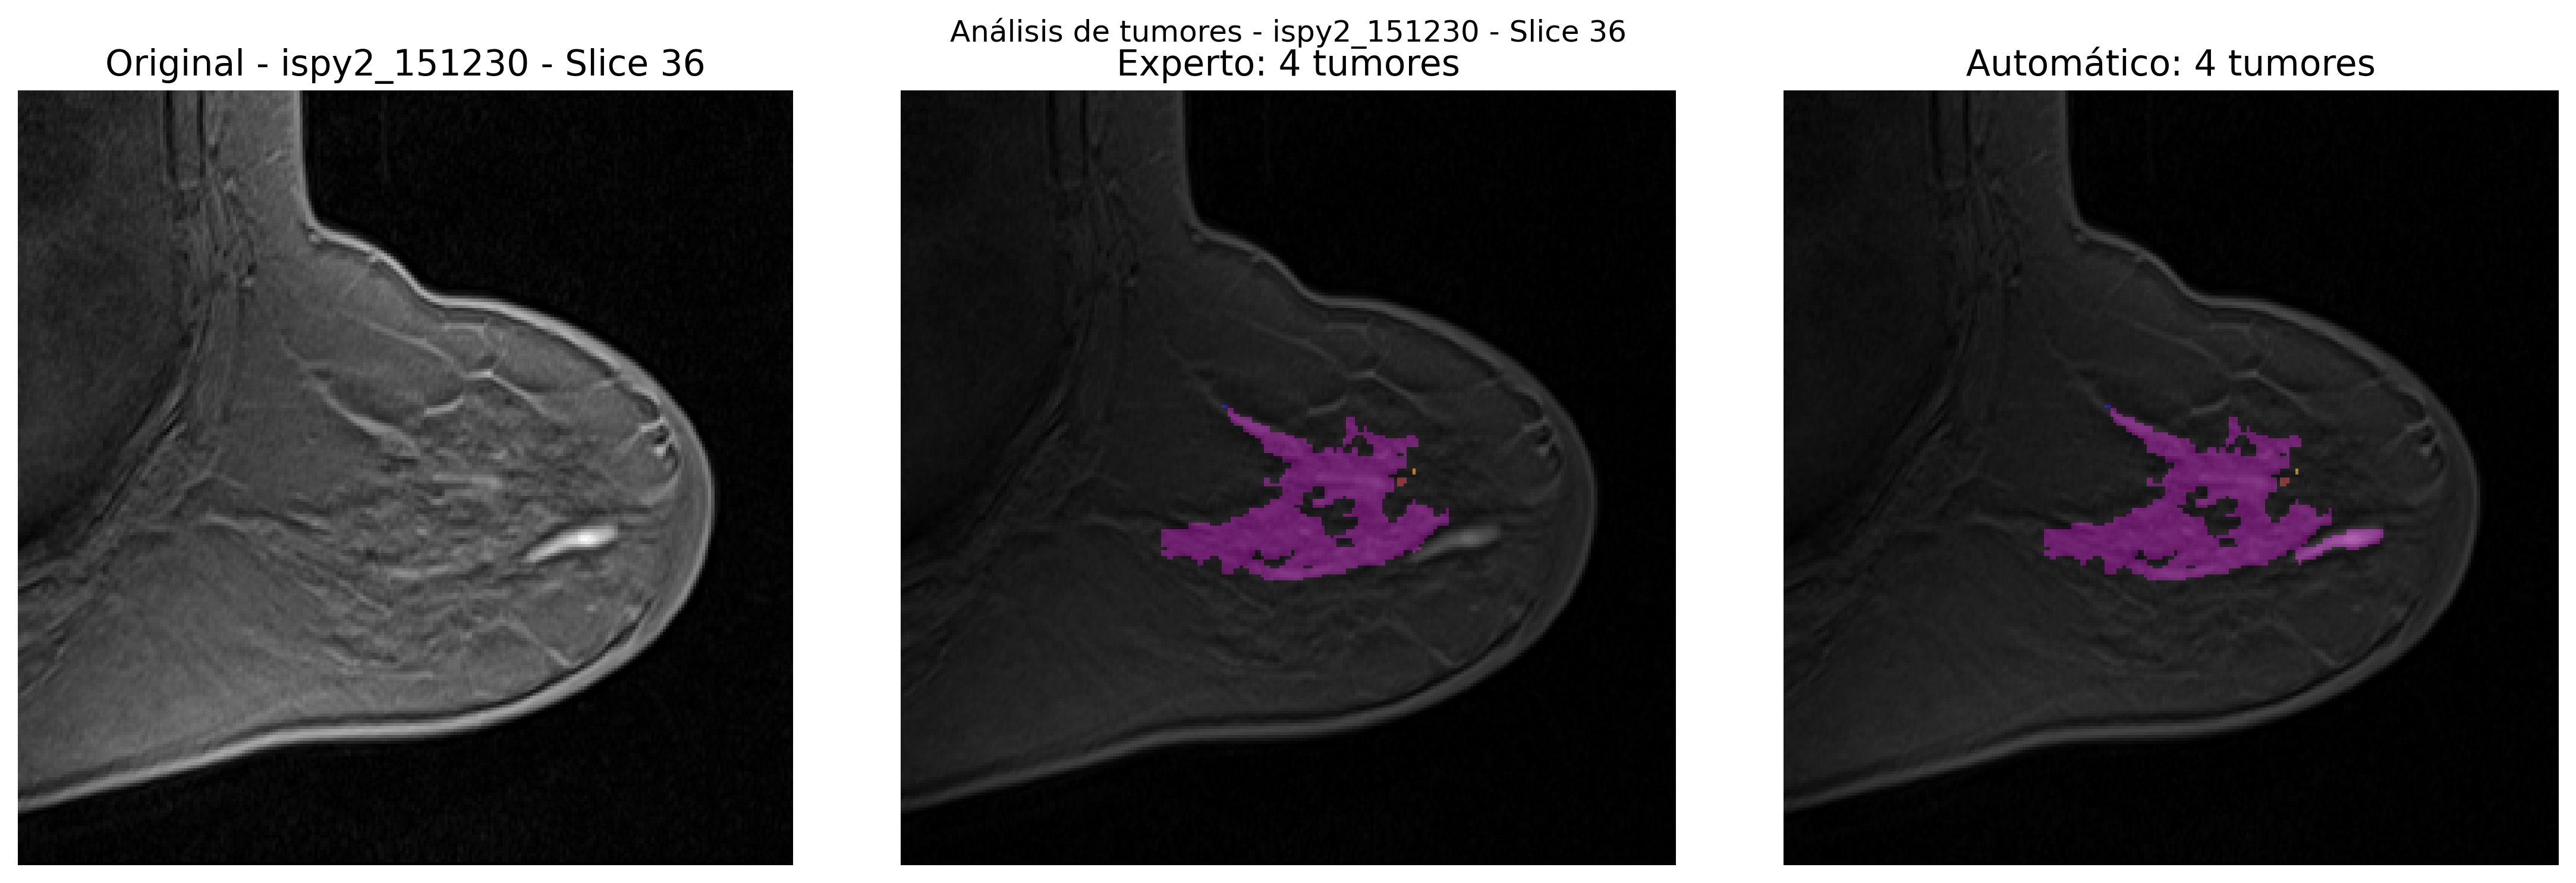 Análisis de tumores - ispy2_151230 - Slice 36
Original - ispy2_151230 - Slice 36
Experto: 4 tumores
Automático: 4 tumores